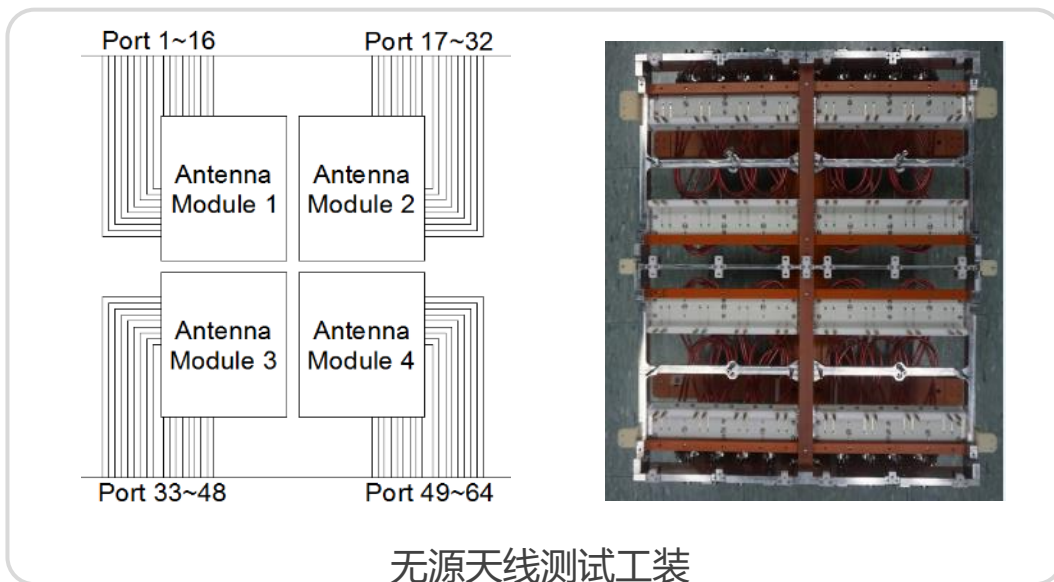 Port 1~16
Port 17~32
Antenna
Module 1
Antenna
Module 2
Antenna
Module 3
Antenna
Module 4
Port 33~48
Port 49~64
无源天线测试工装